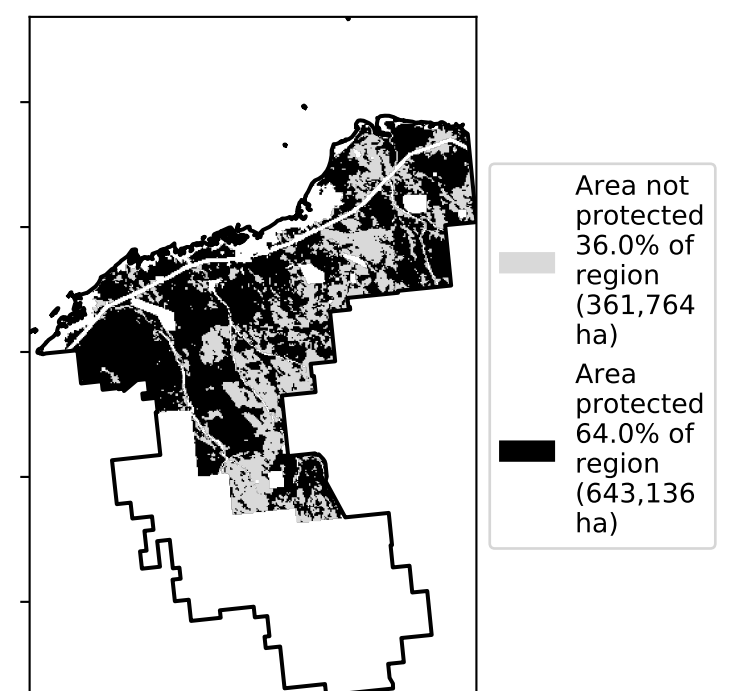 Area not
protected
36.0% of
region
(361,764
ha)
Area
protected
64.0% of
region
(643,136
ha)